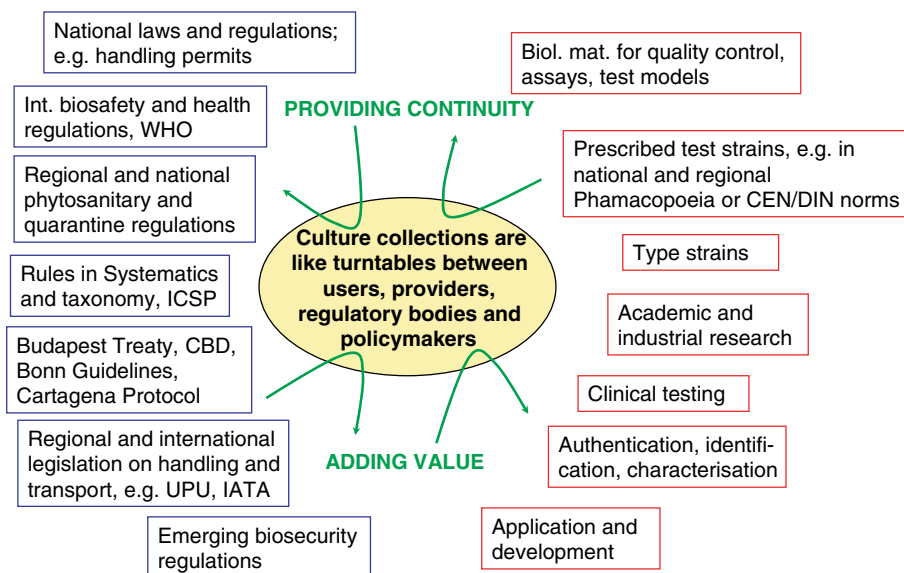 National laws and regulations;
e.g. handling permits
Int. biosafety and health
regulations, WHO
Regional and national
phytosanitary and
quarantine regulations
Rules in Systematics
and taxonomy, ICSP
Budapest Treaty, CBD,
Bonn Guidelines,
Cartagena Protocol
Regional and international
legislation on handling and
transport, e.g. UPU, IATA
Emerging biosecurity
regulations
PROVIDING CONTINUITY
Culture collections are
like turntables between
users, providers,
regulatory bodies and
policymakers
ADDING VALUE
Biol. mat. for quality control,
assays, test models
Prescribed test strains, e.g. in
national and regional
Phamacopoeia or CEN/DIN norms
Type strains
Academic and
industrial research
Clinical testing
Authentication, identifi-
cation, characterisation
Application and
development